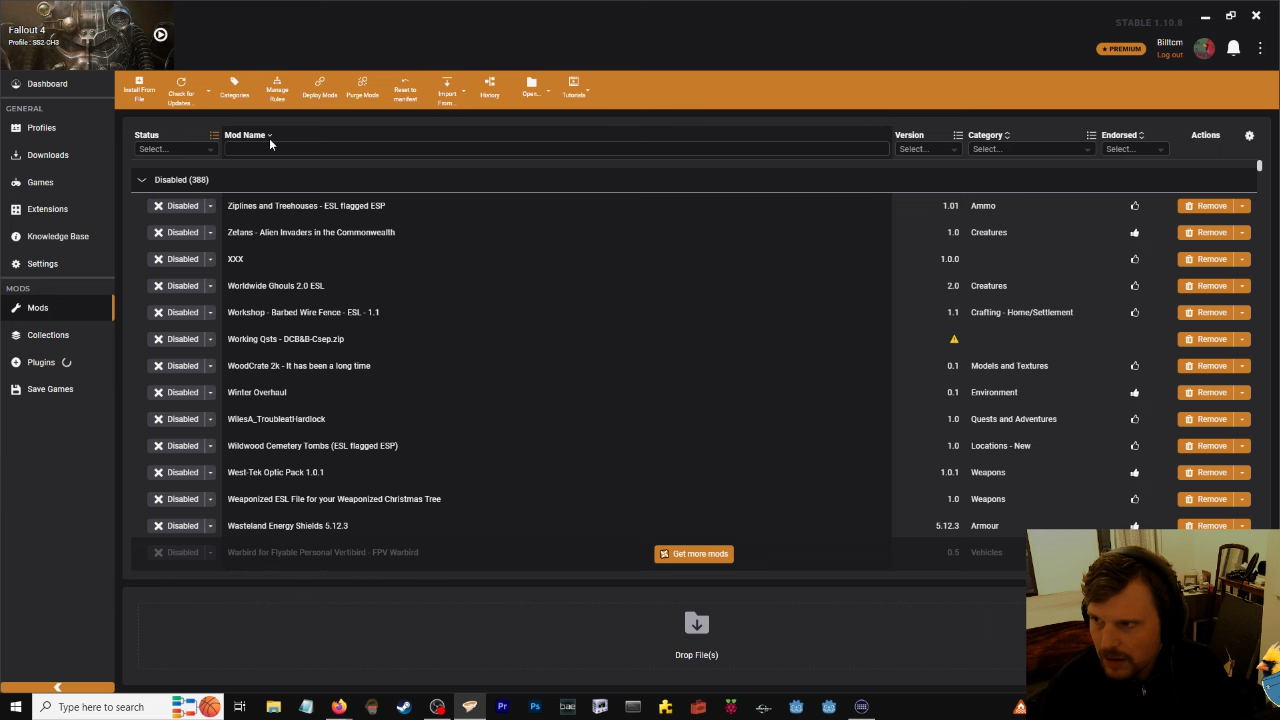 Fallout 4
Profile : SS2-CH3
STABLE 1.10.8
PREMIUM
Billtcm
Log out
Dashboard
GENERAL
Profiles
Downloads
Games
Extensions
Knowledge Base
Settings
MODS
Mods
Collections
Plugins
Save Games
Install From File
Check for Updates...
Categories
Manage Rules
Deploy Mods
Purge Mods
Reset to manifest
Import From...
History
Open...
Tutorials
Status Mod Name Version Category Endorsed Actions
Select... Select... Select... Select...
Disabled (388)
Disabled Ziplines and Treehouses - ESL flagged ESP 1.01 Ammo Remove
Disabled Zetans - Alien Invaders in the Commonwealth 1.0 Creatures Remove
Disabled XXX 1.0.0 Remove
Disabled Worldwide Ghouls 2.0 ESL 2.0 Creatures Remove
Disabled Workshop - Barbed Wire Fence - ESL - 1.1 1.1 Crafting - Home/Settlement Remove
Disabled Working Qsts - DCB&B-Csep.zip Remove
Disabled WoodCrate 2k - It has been a long time 0.1 Models and Textures Remove
Disabled Winter Overhaul 0.1 Environment Remove
Disabled WilesA_TroubleatHardlock 1.0 Quests and Adventures Remove
Disabled Wildwood Cemetery Tombs (ESL flagged ESP) 1.0 Locations - New Remove
Disabled West-Tek Optic Pack 1.0.1 1.0.1 Weapons Remove
Disabled Weaponized ESL File for your Weaponized Christmas Tree 1.0 Weapons Remove
Disabled Wasteland Energy Shields 5.12.3 5.12.3 Armour Remove
Disabled Warbird for Flyable Personal Vertibird - FPV Warbird 0.5 Vehicles
Get more mods
Drop File(s)
Type here to search
Pr
Ps
bae